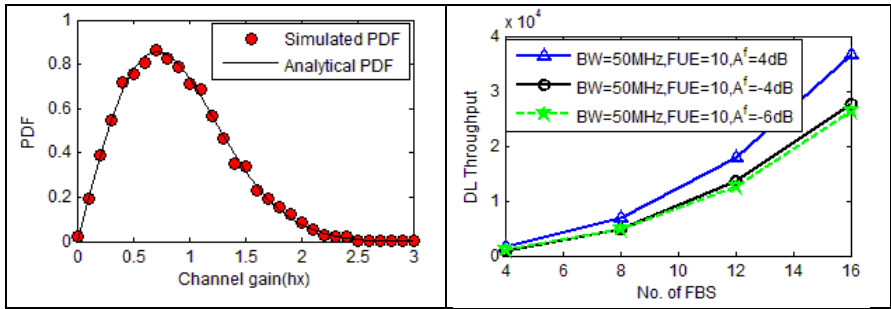 1
0.8
0.6
0.4
0.2
0
PDF
Simulated PDF
Analytical PDF
0 0.5 1 1.5 2 2.5 3
Channel gain(hx)
x 10^4
4
3
2
1
0
DL Throughput
BW=50MHz,FUE=10,A^f=4dB
BW=50MHz,FUE=10,A^f=-4dB
BW=50MHz,FUE=10,A^f=-6dB
4 6 8 10 12 14 16
No. of FBS